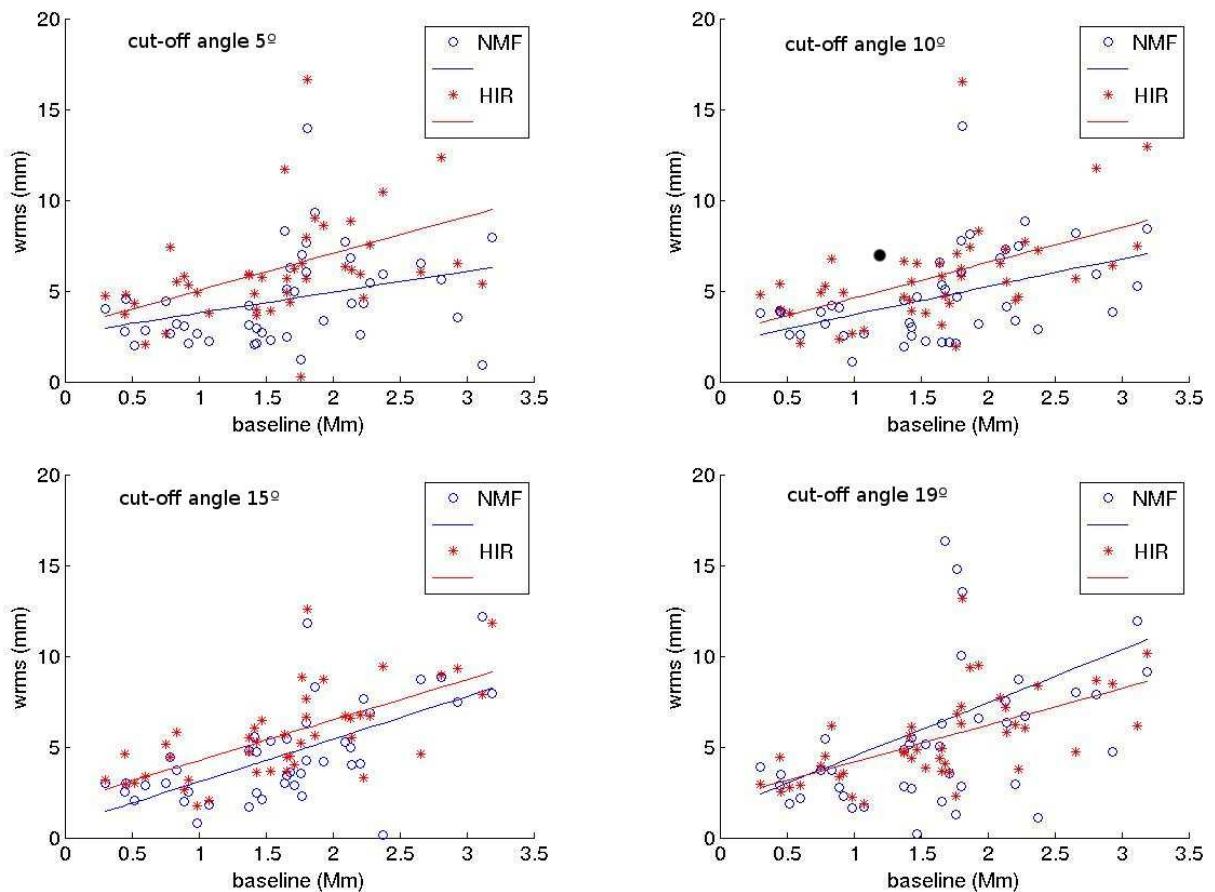 cut-off angle 5º
NMF
HIR
20
15
10
5
0
wrms (mm)
0 0.5 1 1.5 2 2.5 3 3.5
baseline (Mm)
cut-off angle 10º
NMF
HIR
20
15
10
5
0
wrms (mm)
0 0.5 1 1.5 2 2.5 3 3.5
baseline (Mm)
cut-off angle 15º
NMF
HIR
20
15
10
5
0
wrms (mm)
0 0.5 1 1.5 2 2.5 3 3.5
baseline (Mm)
cut-off angle 19º
NMF
HIR
20
15
10
5
0
wrms (mm)
0 0.5 1 1.5 2 2.5 3 3.5
baseline (Mm)